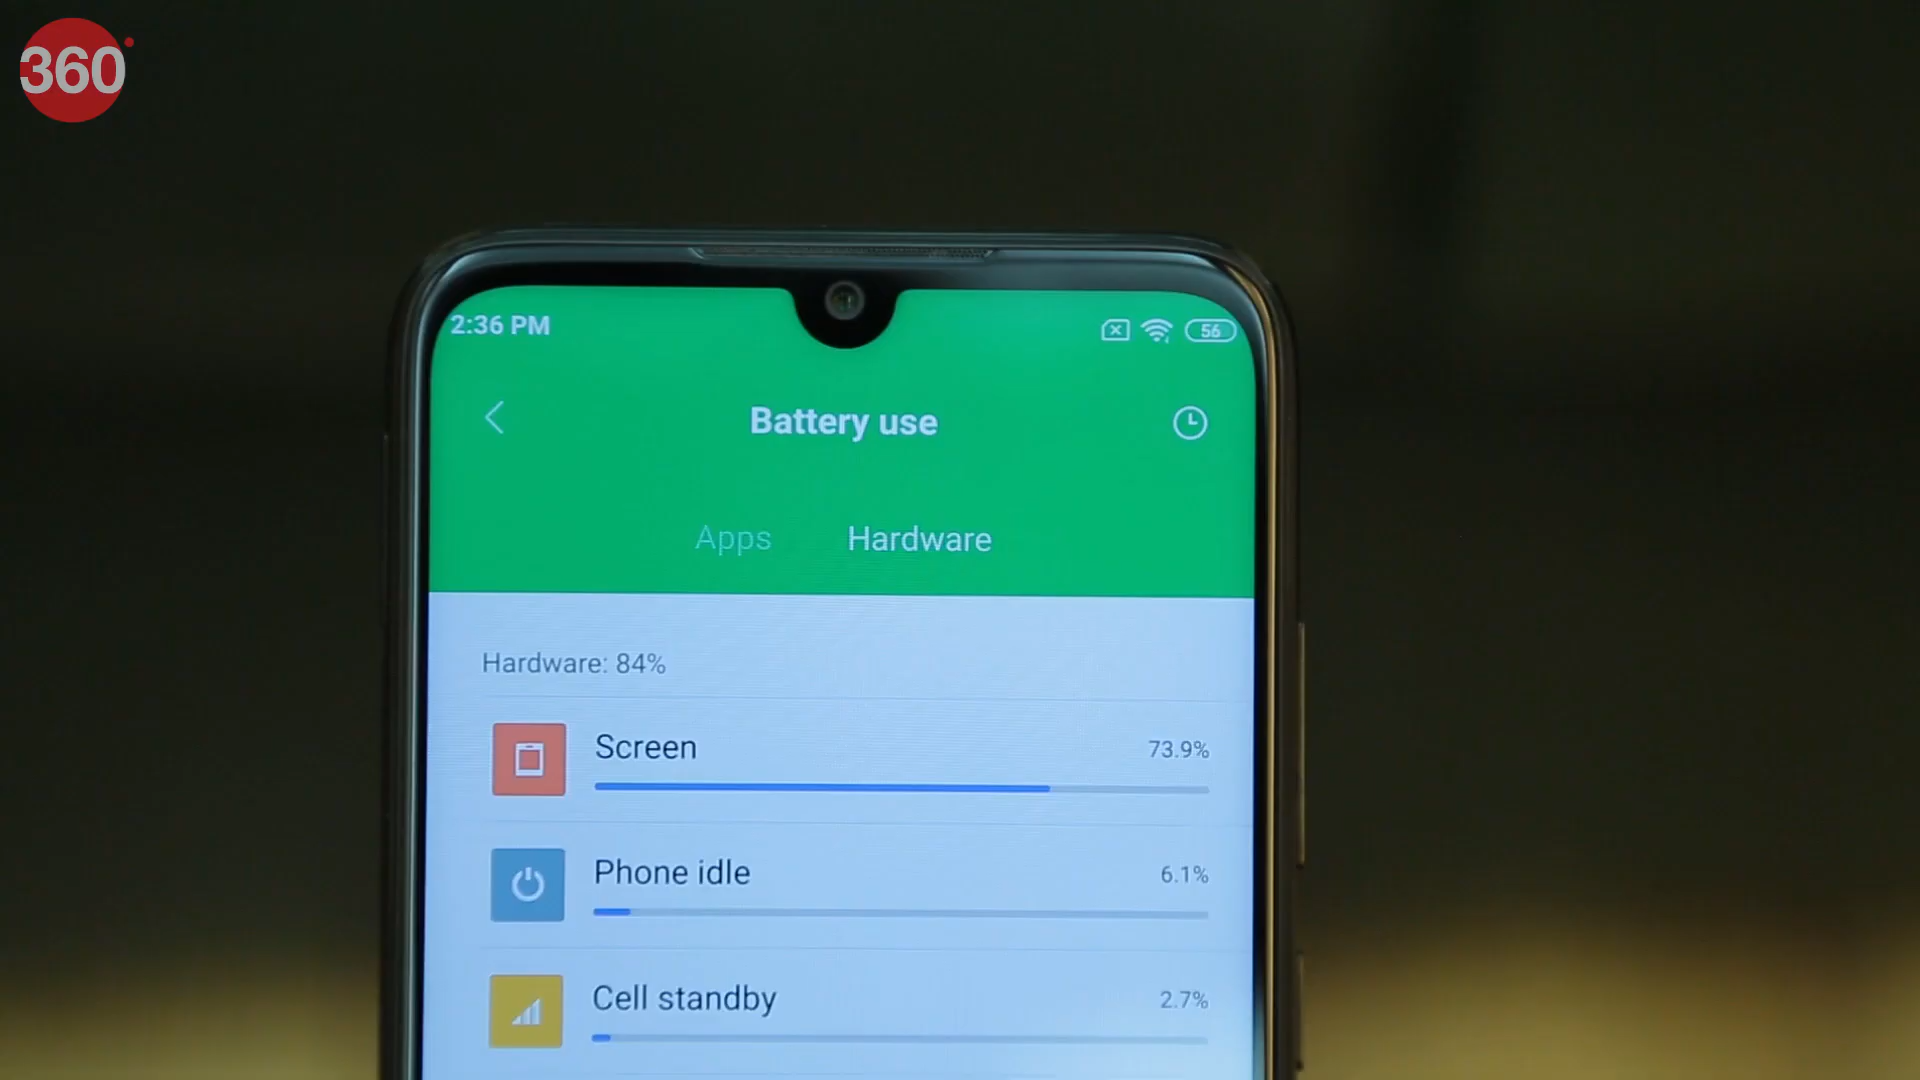 360
2:36 PM
56
Battery use
Apps Hardware
Hardware: 84%
Screen 73.9%
Phone idle 6.1%
Cell standby 2.7%